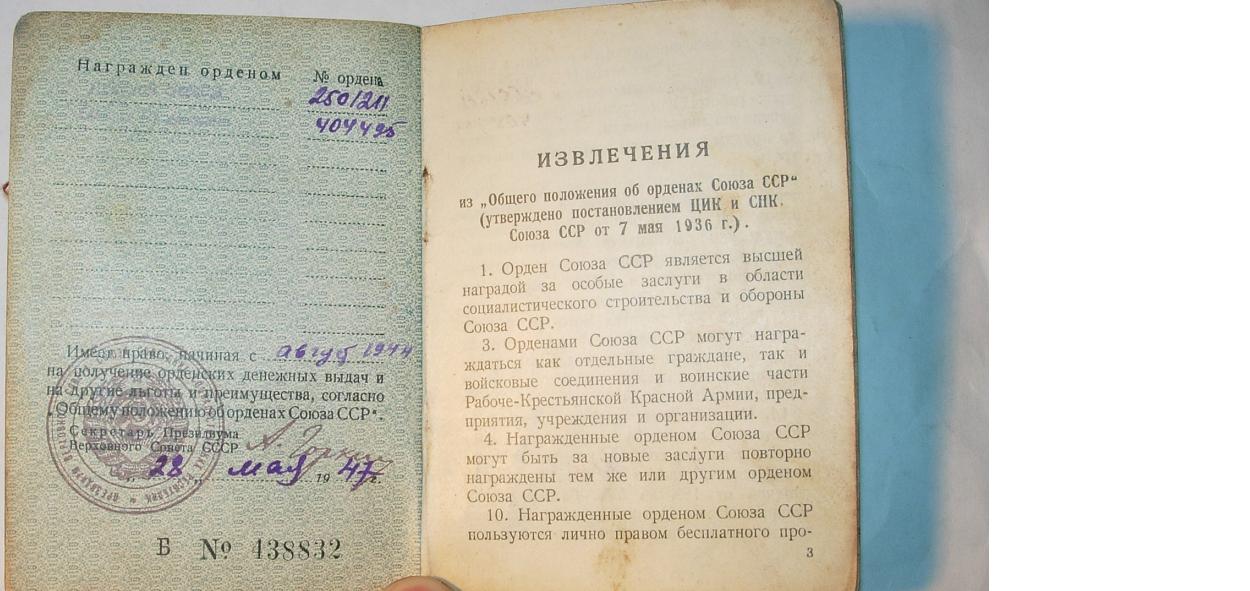 Награжден орденом
№ ордена
250/211
404495
Имеет право, начиная с август 1944
на получение орденских денежных выдач и
на другие льготы и преимущества, согласно
„Общему положению об орденах Союза ССР“.
Секретарь Президиума
Верховного Совета СССР
„ 28 „ мая 1947 г.
Б № 438832
ИЗВЛЕЧЕНИЯ
из „Общего положения об орденах Союза ССР“
(утверждено постановлением ЦИК и СНК
Союза ССР от 7 мая 1936 г.).
1. Орден Союза ССР является высшей
наградой за особые заслуги в области
социалистического строительства и обороны
Союза ССР.
3. Орденами Союза ССР могут награ-
ждаться как отдельные граждане, так и
войсковые соединения и воинские части
Рабоче-Крестьянской Красной Армии, пред-
приятия, учреждения и организации.
4. Награжденные орденом Союза ССР
могут быть за новые заслуги повторно
награждены тем же или другим орденом
Союза ССР.
10. Награжденные орденом Союза ССР
пользуются лично правом бесплатного про-
3